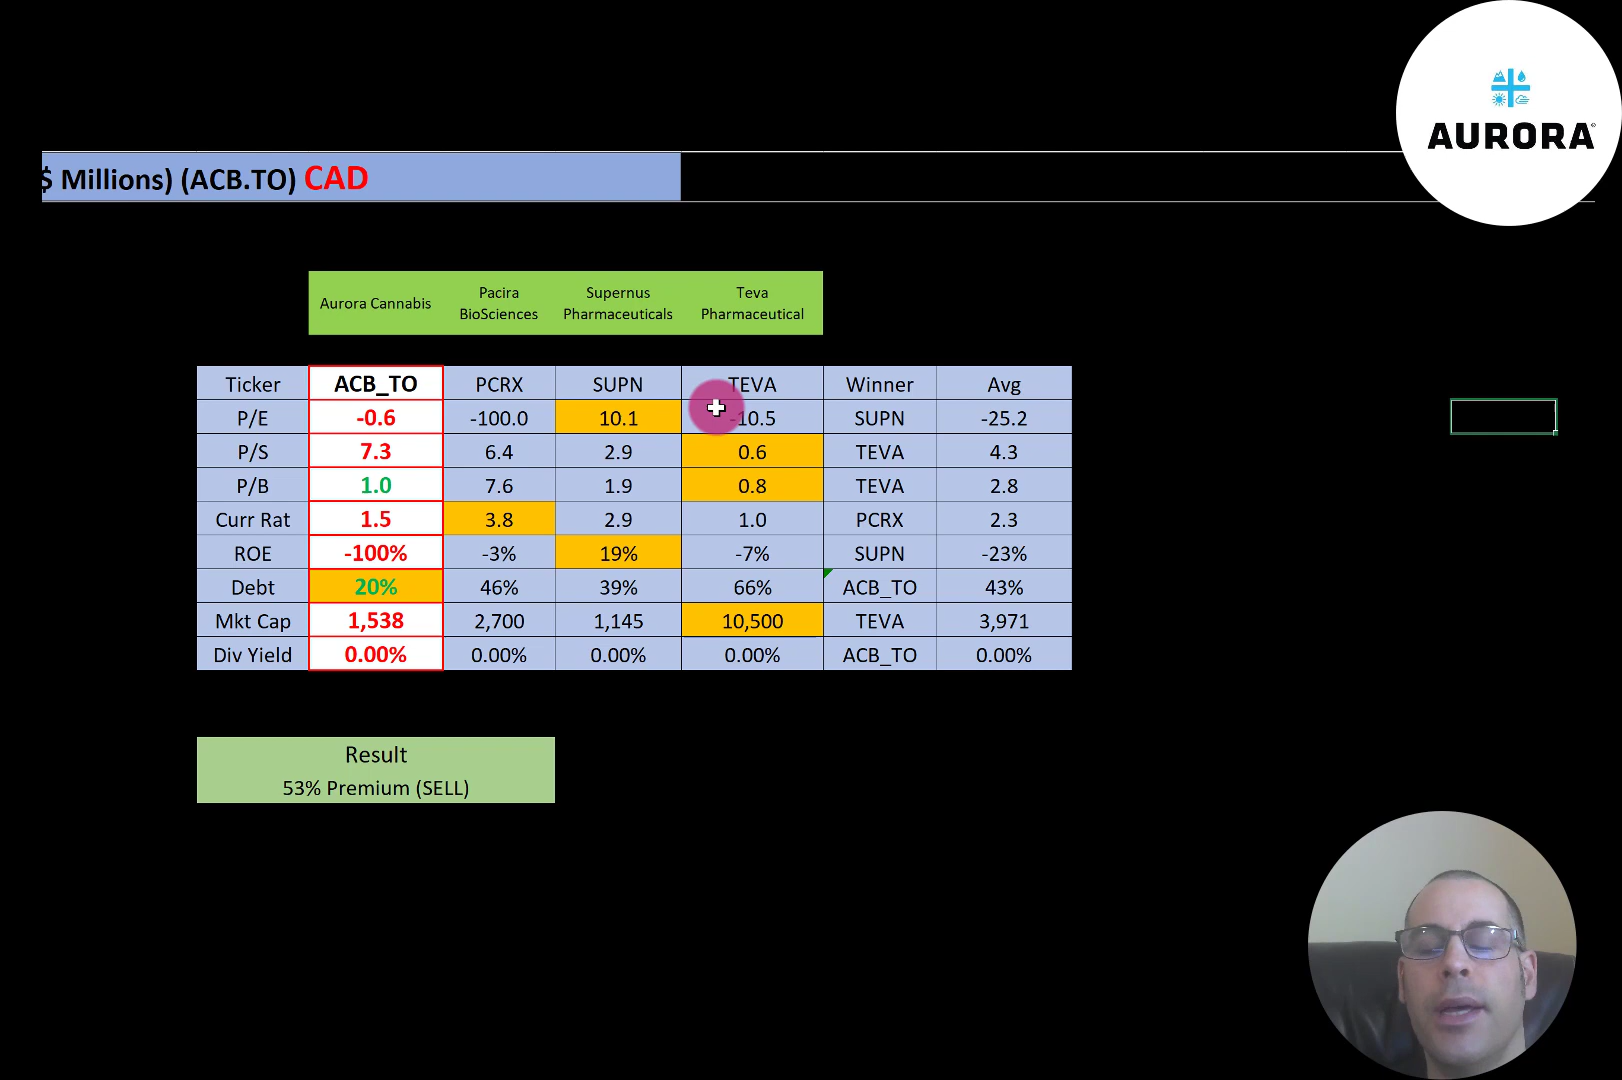 AURORA
$ Millions) (ACB.TO) CAD
Aurora Cannabis
Pacira
BioSciences
Supernus
Pharmaceuticals
Teva
Pharmaceutical
Ticker ACB_TO PCRX SUPN TEVA Winner Avg
P/E -0.6 -100.0 10.1 -10.5 SUPN -25.2
P/S 7.3 6.4 2.9 0.6 TEVA 4.3
P/B 1.0 7.6 1.9 0.8 TEVA 2.8
Curr Rat 1.5 3.8 2.9 1.0 PCRX 2.3
ROE -100% -3% 19% -7% SUPN -23%
Debt 20% 46% 39% 66% ACB_TO 43%
Mkt Cap 1,538 2,700 1,145 10,500 TEVA 3,971
Div Yield 0.00% 0.00% 0.00% 0.00% ACB_TO 0.00%
Result
53% Premium (SELL)